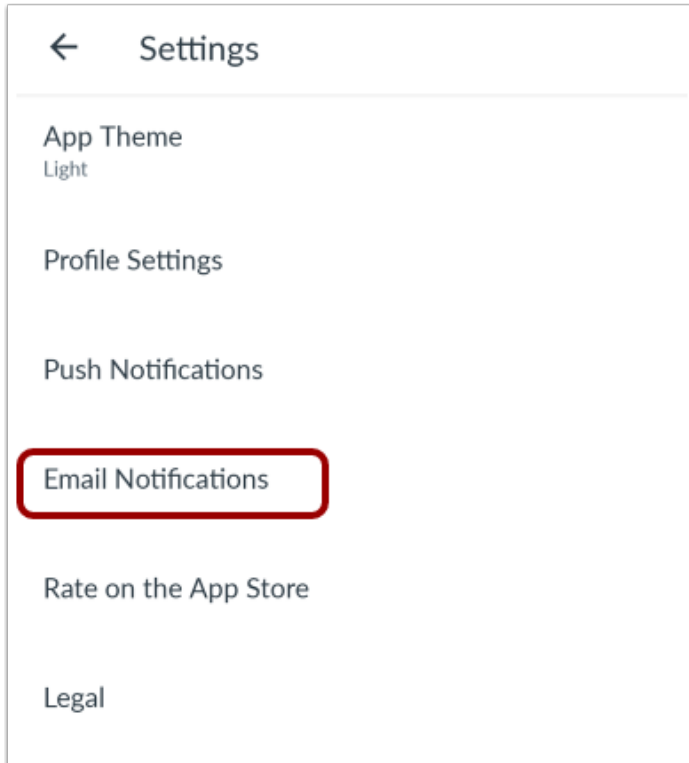 Settings
App Theme
Light
Profile Settings
Push Notifications
Email Notifications
Rate on the App Store
Legal